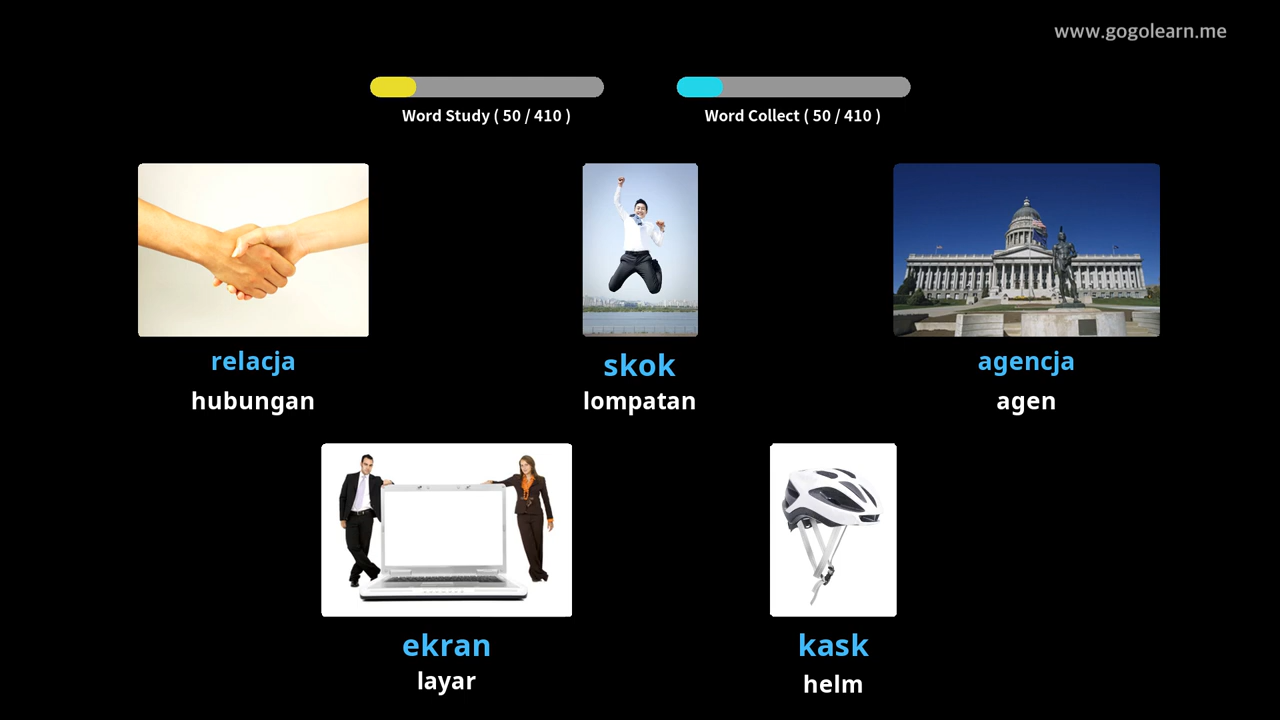 www.gogolearn.me
Word Study ( 50 / 410 )
Word Collect ( 50 / 410 )
relacja
hubungan
skok
lompatan
agencja
agen
ekran
layar
kask
helm